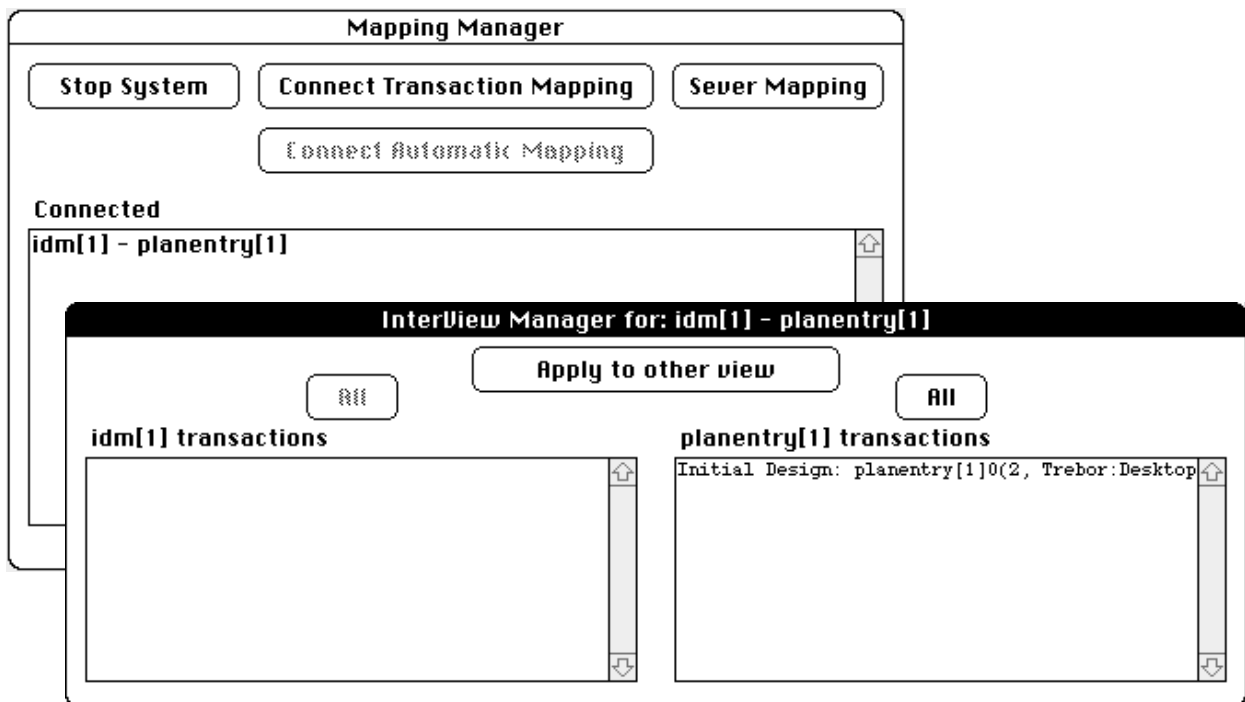 Mapping Manager
Stop System
Connect Transaction Mapping
Sever Mapping
Connect Automatic Mapping
Connected
idm[1] - planentry[1]
InterView Manager for: idm[1] - planentry[1]
Apply to other view
All
All
idm[1] transactions
planentry[1] transactions
Initial Design: planentry[1]0(2, Trebor:Desktop